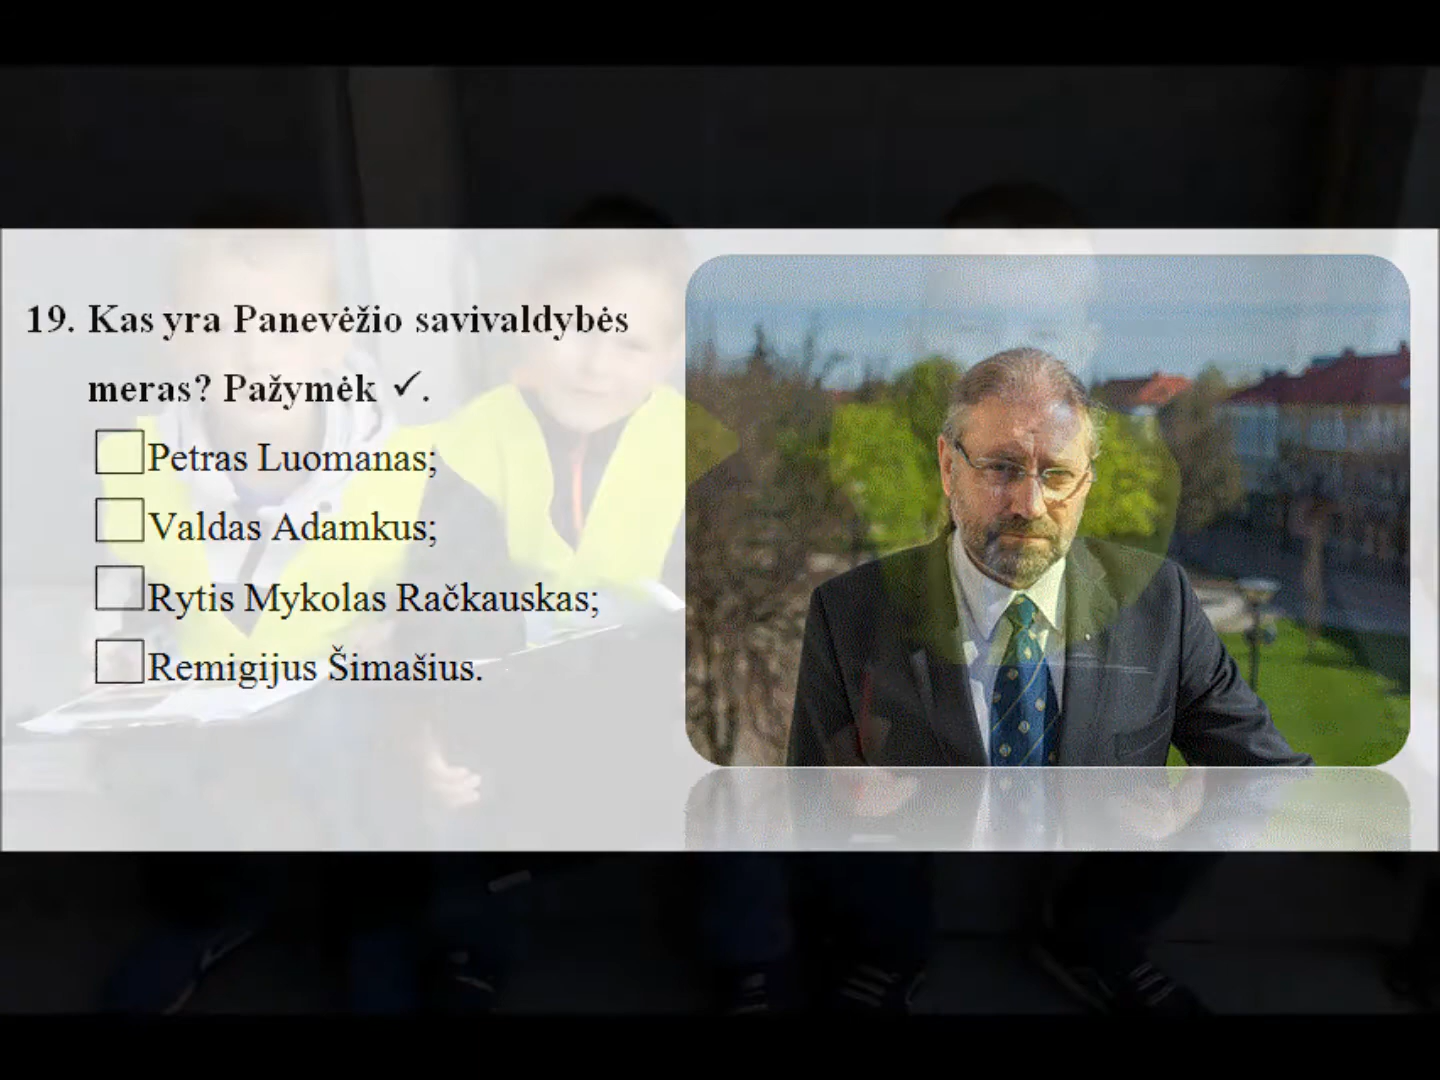 19. Kas yra Panevėžio savivaldybės
meras? Pažymėk ✓.
Petras Luomanas;
Valdas Adamkus;
Rytis Mykolas Račkauskas;
Remigijus Šimašius.